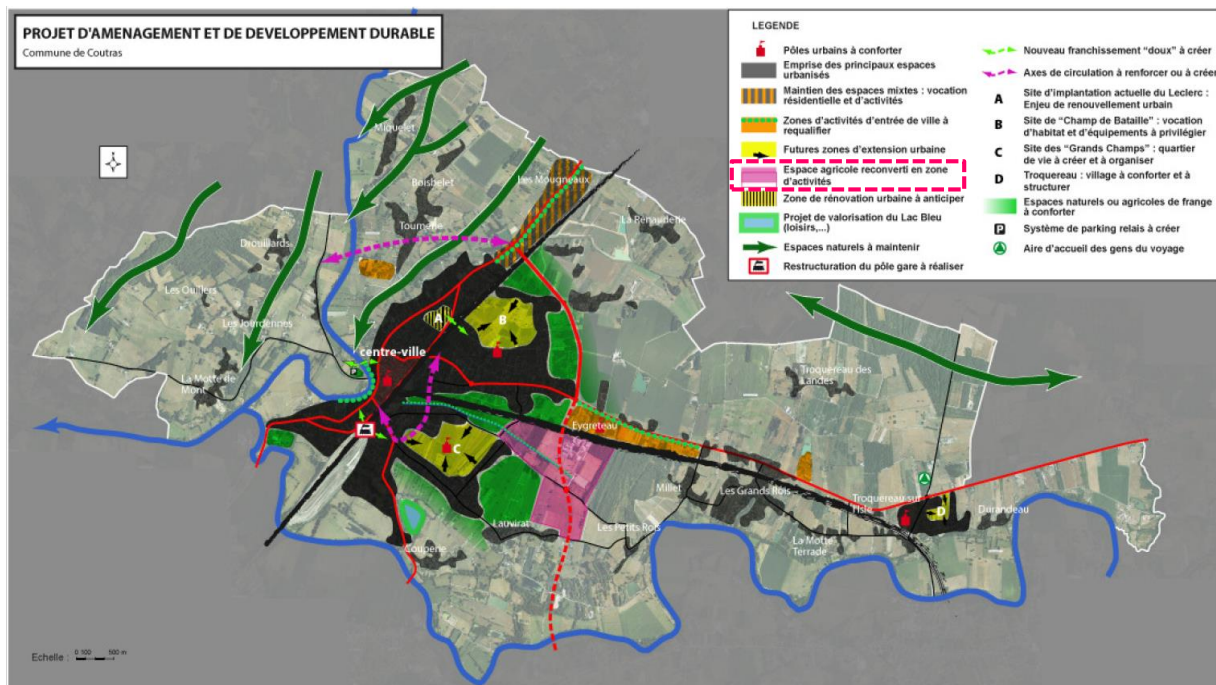 PROJET D'AMENAGEMENT ET DE DEVELOPPEMENT DURABLE
Commune de Coutras
LEGENDE
Pôles urbains à conforter
Emprise des principaux espaces
urbanisés
Maintien des espaces mixtes : vocation
résidentielle et d'activités
Zones d'activités d'entrée de ville à
requalifier
Futures zones d'extension urbaine
Espace agricole reconverti en zone
d'activités
Zone de rénovation urbaine à anticiper
Projet de valorisation du Lac Bleu
(loisirs,...)
Espaces naturels à maintenir
Restructuration du pôle gare à réaliser
Nouveau franchissement "doux" à créer
Axes de circulation à renforcer ou à créer
A
Site d'implantation actuelle du Leclerc :
Enjeu de renouvellement urbain
B
Site de "Champ de Bataille" : vocation
d'habitat et d'équipements à privilégier
C
Site des "Grands Champs" : quartier
de vie à créer et à organiser
D
Troquereau : village à conforter et à
structurer
Espaces naturels ou agricoles de frange
à conforter
P
Système de parking relais à créer
Aire d'accueil des gens du voyage
Miquelet
Boisbelet
Les Mougneaux
La Renauderie
Tournerie
Drouillards
Les Ouillers
Les Jourdennes
A
B
centre-ville
P
La Motte de
Mont
Troquereau des
Landes
Eygreteau
C
Millet
Les Grands Rois
Troquereau sur
l'Isle
D
Durandeau
Lauvirat
Les Petits Rois
La Motte
Terrade
Couperie
Echelle : 0 100 500 m